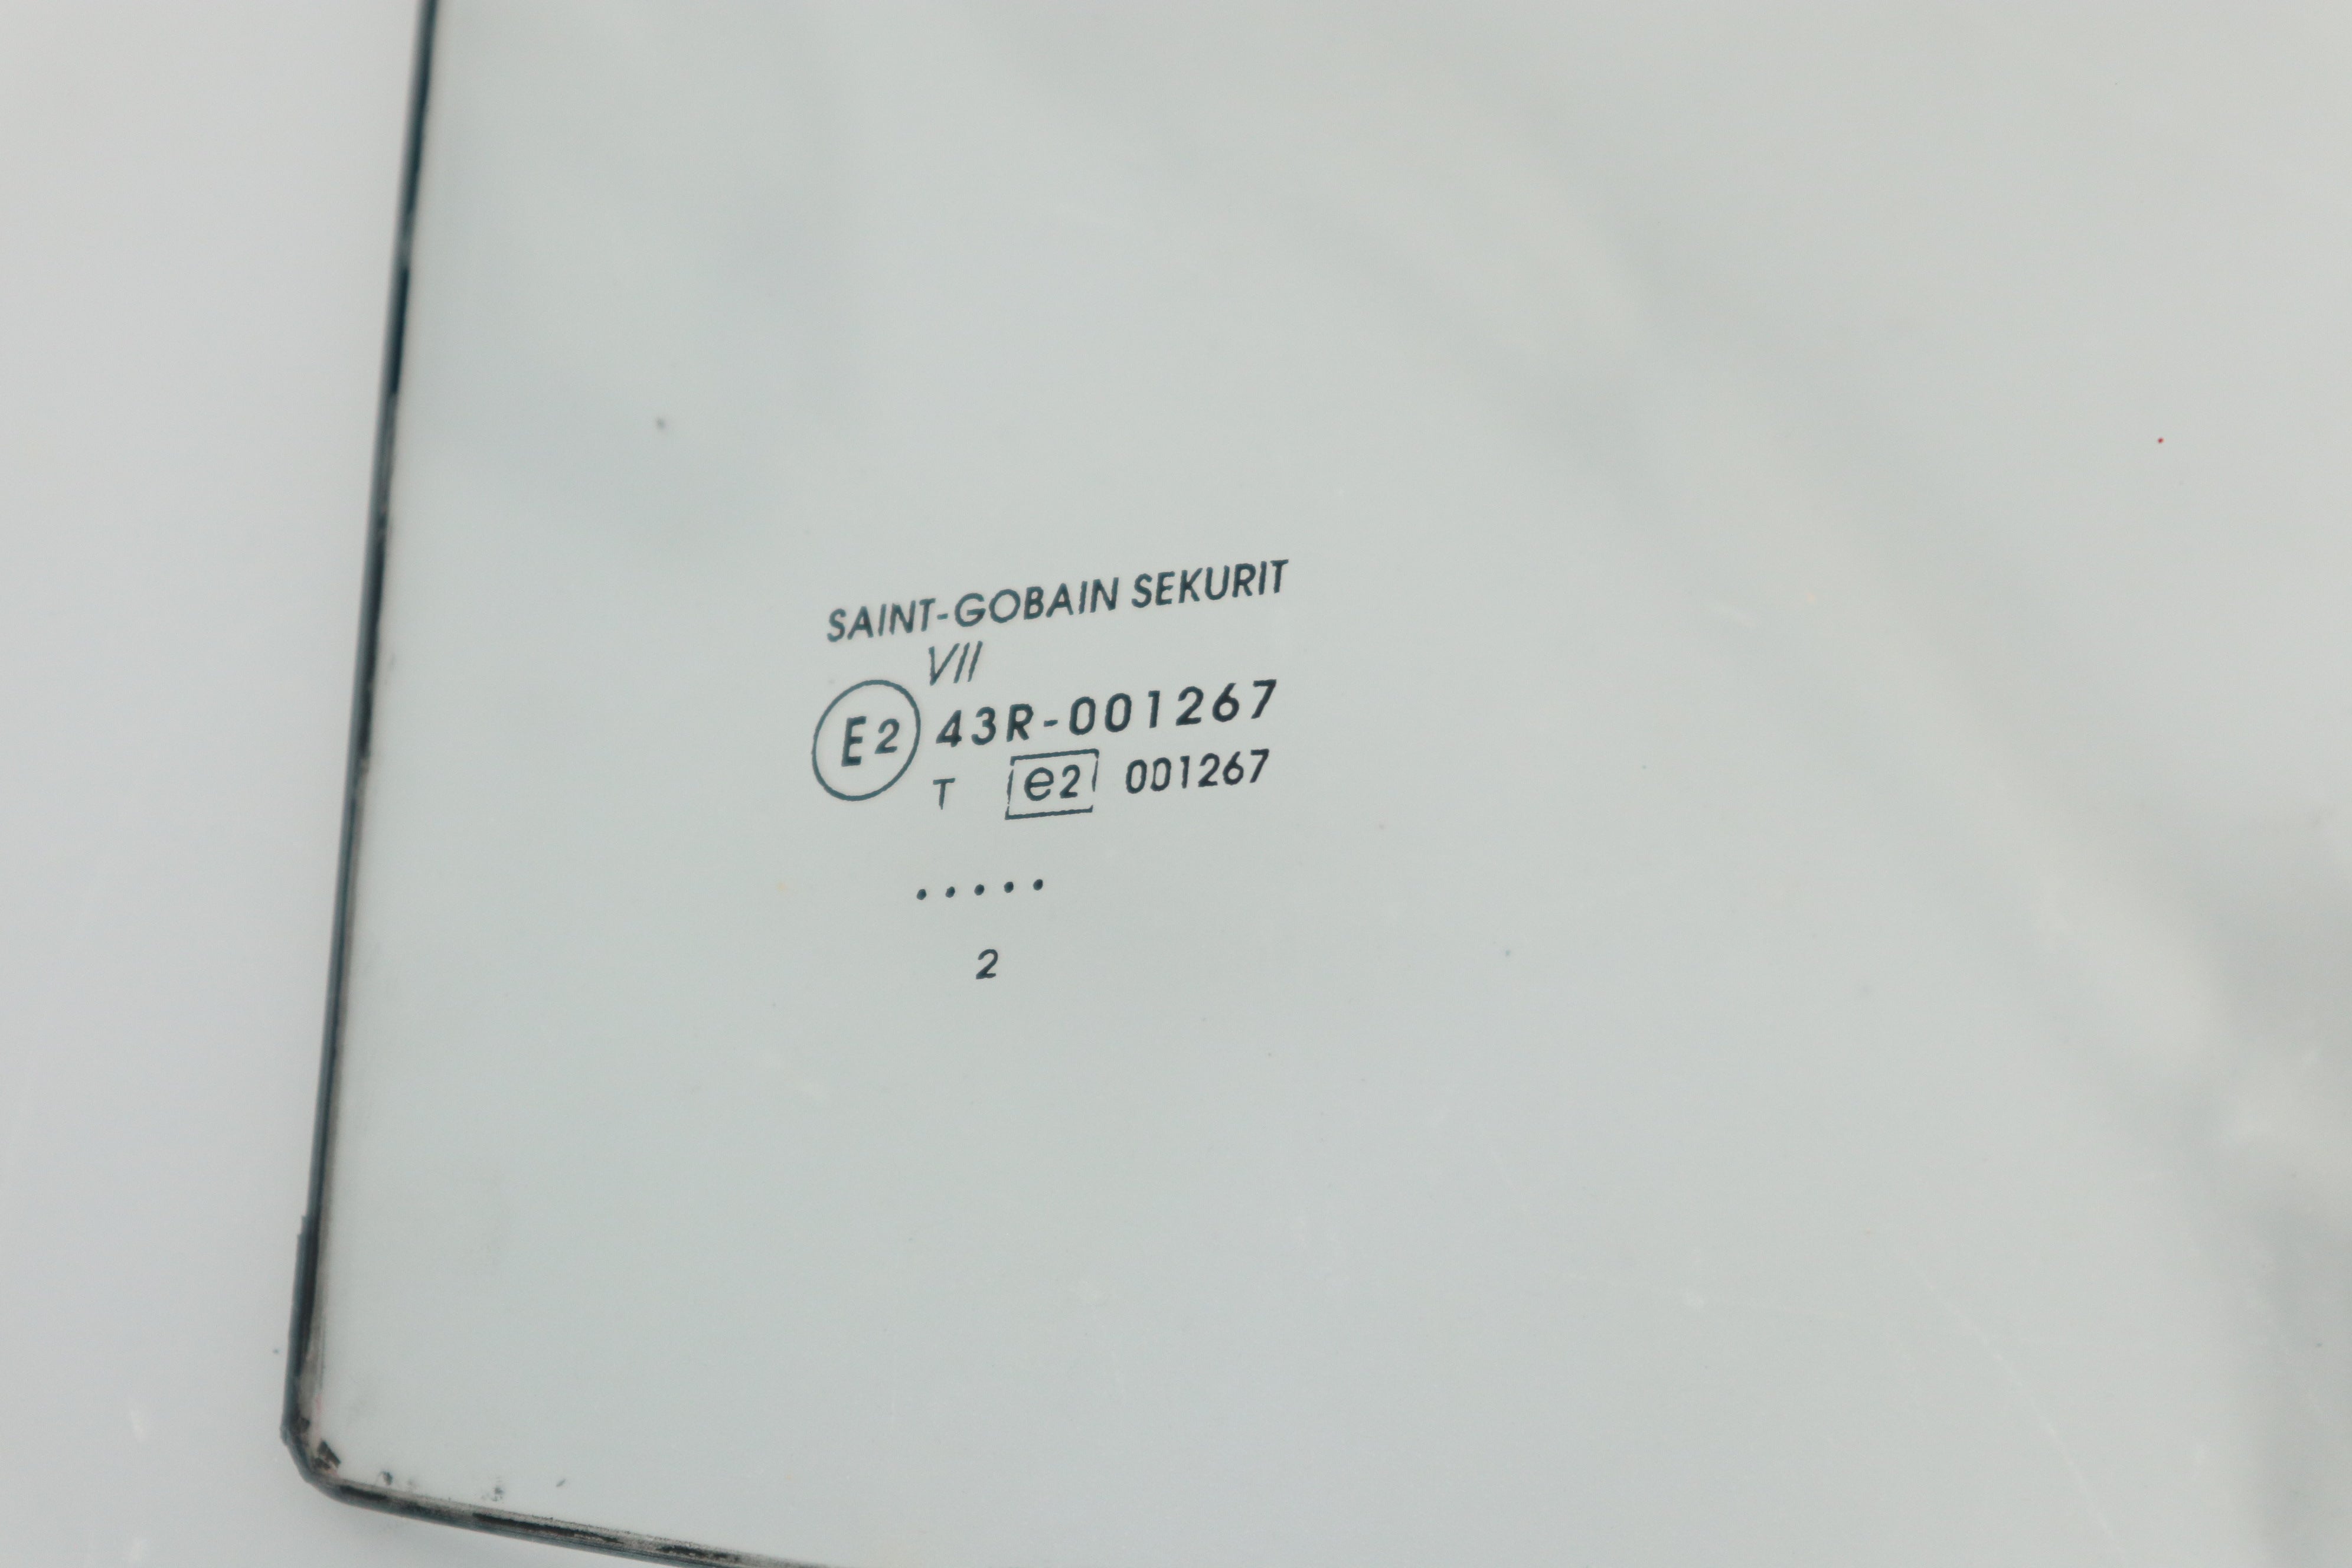 SAINT-GOBAIN SEKURIT
VII
E2 43R-001267
T e2 001267
.....
2